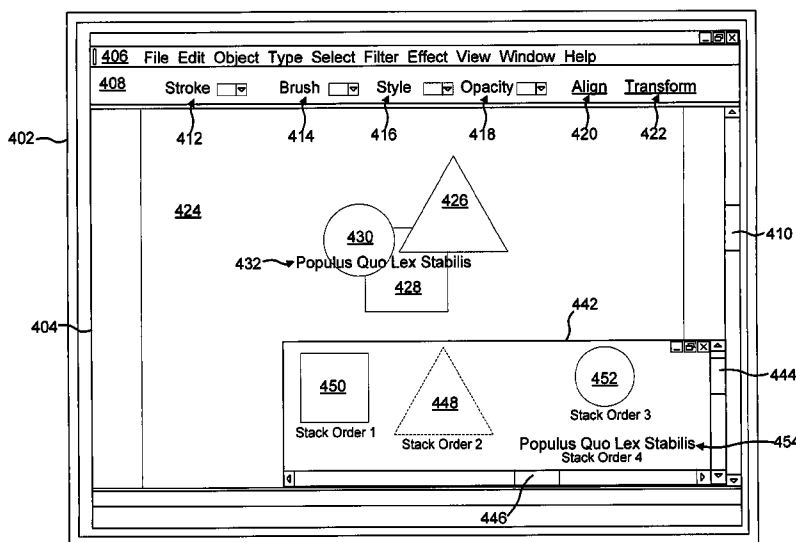 406 File Edit Object Type Select Filter Effect View Window Help
408 Stroke Brush Style Opacity Align Transform
412 414 416 418 420 422
402
424
426
430
410
432 Populus Quo Lex Stabilis
428
442
404
450 448 452 444
Stack Order 3
Stack Order 1
Stack Order 2 Populus Quo Lex Stabilis 454
Stack Order 4
446